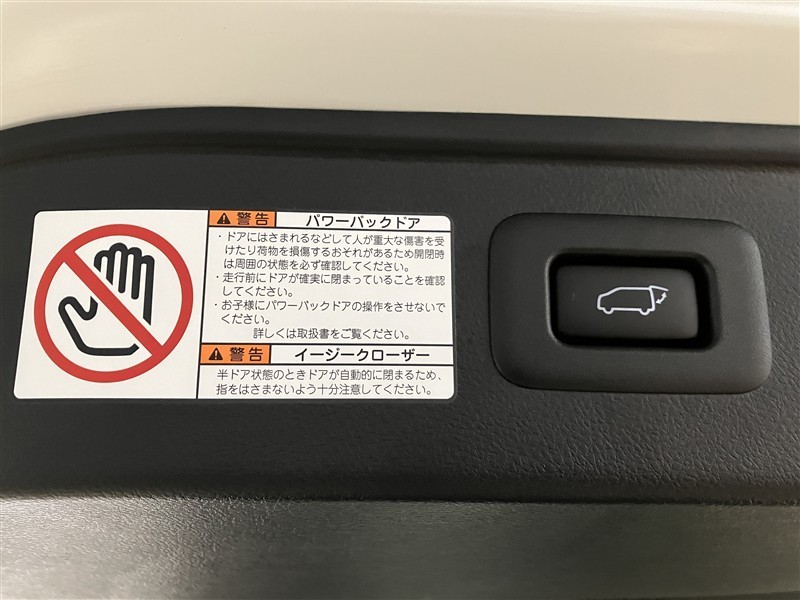 警告 パワーバックドア
・ドアにはさまれるなどして人が重大な傷害を受
けたり荷物を損傷するおそれがあるため開閉時
は周囲の状態を必ず確認してください。
・走行前にドアが確実に閉まっていることを確認
してください。
・お子様にパワーバックドアの操作をさせないで
ください。
詳しくは取扱書をご覧ください。
警告 イージークローザー
半ドア状態のときドアが自動的に閉まるため、
指をはさまないよう十分注意してください。